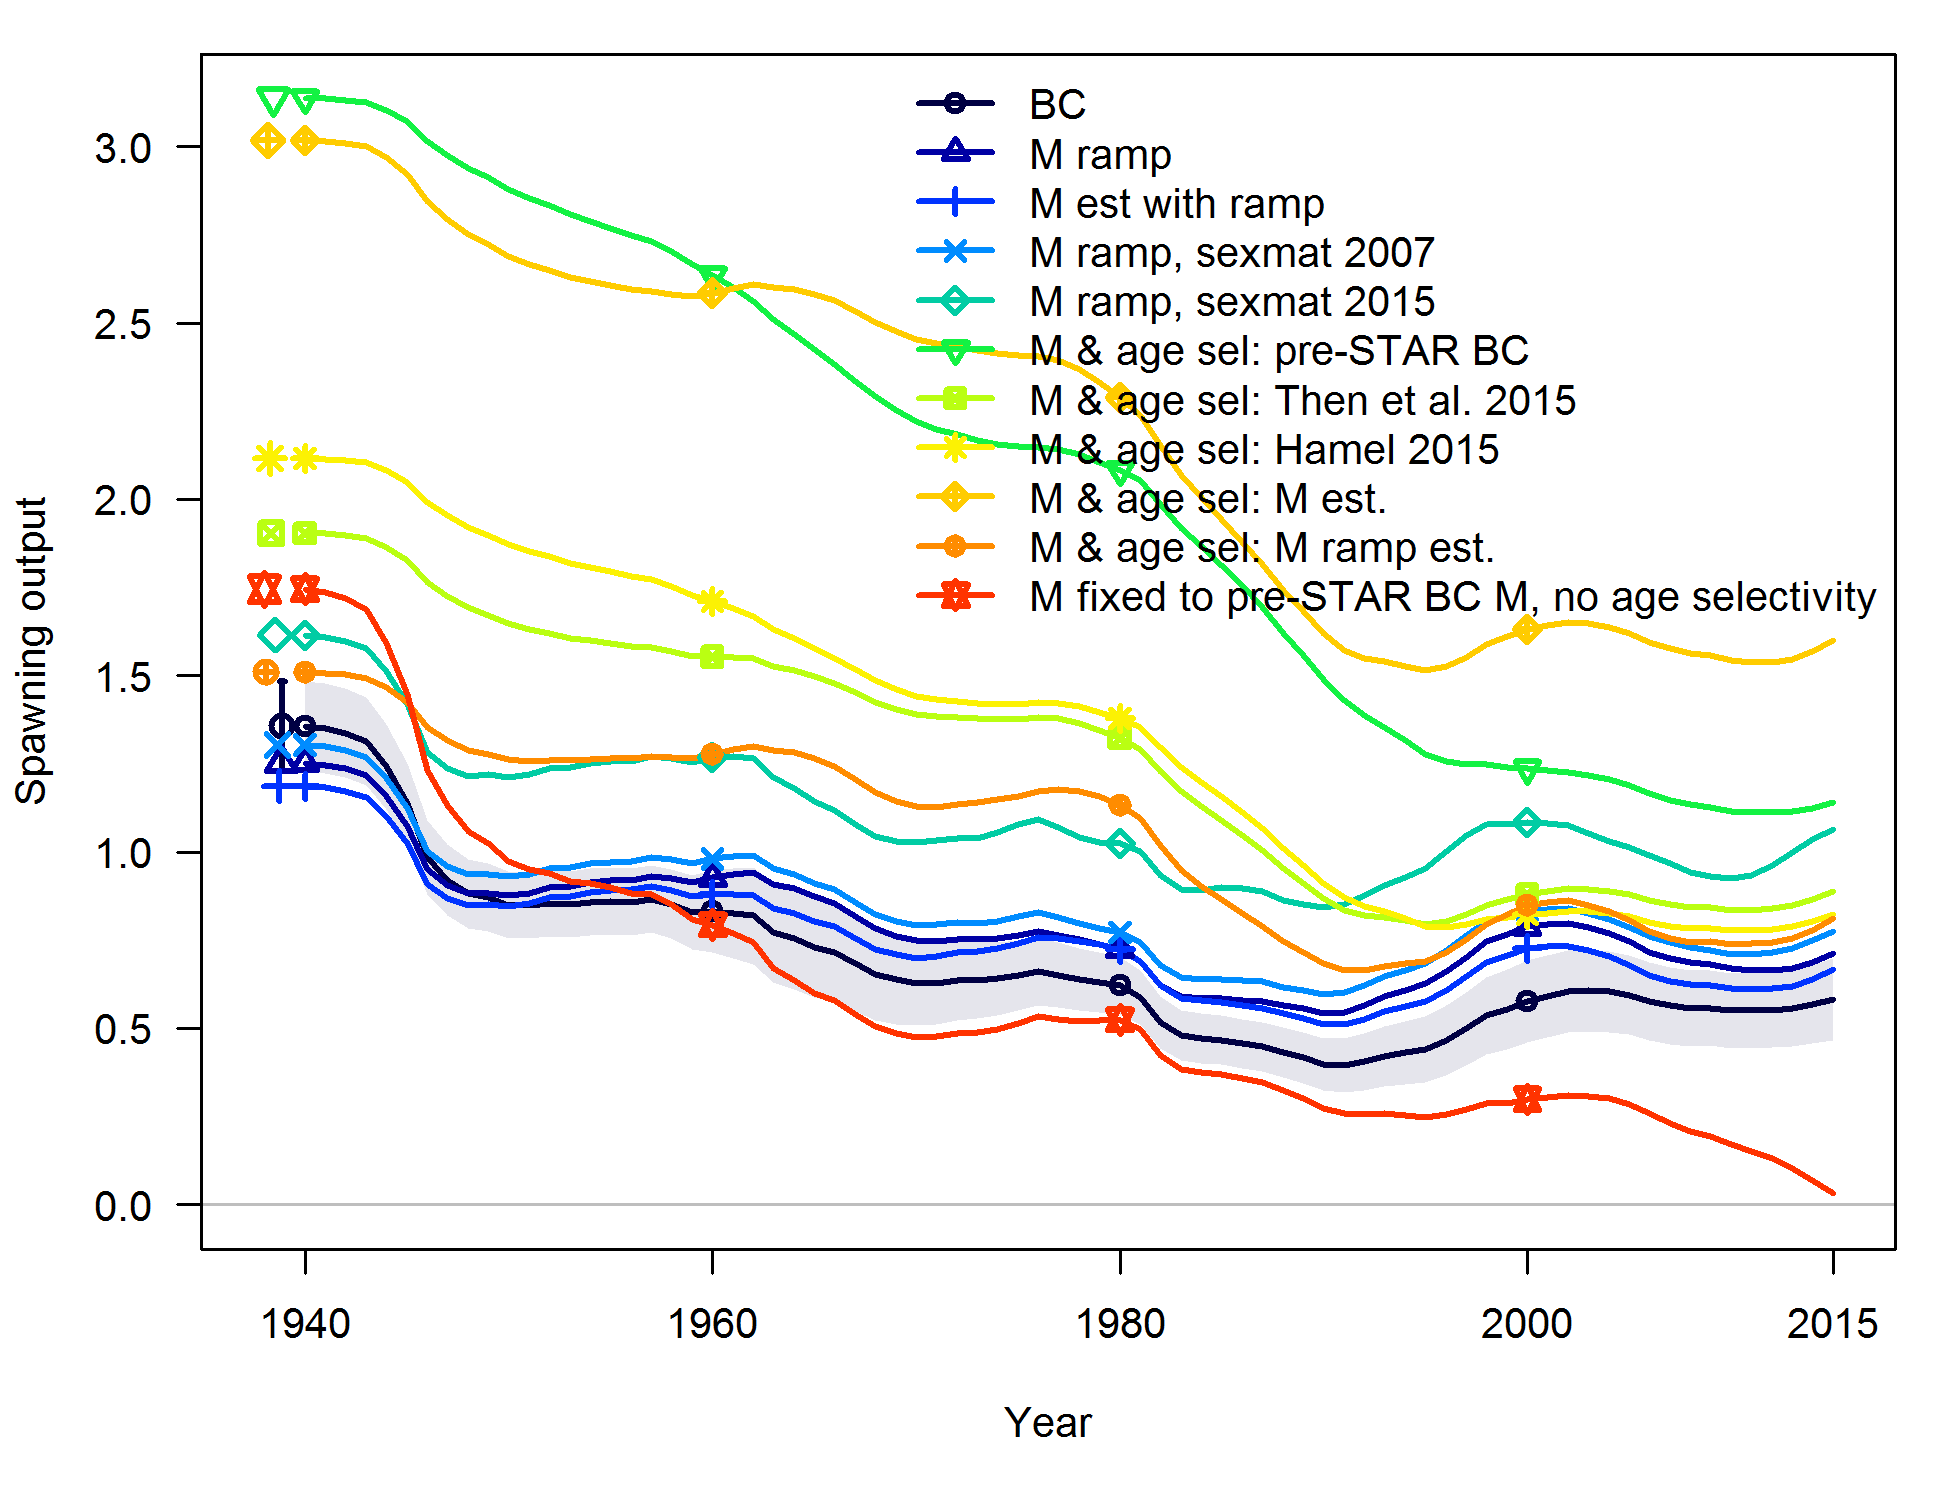 BC
M ramp
M est with ramp
M ramp, sexmat 2007
M ramp, sexmat 2015
M & age sel: pre-STAR BC
M & age sel: Then et al. 2015
M & age sel: Hamel 2015
M & age sel: M est.
M & age sel: M ramp est.
M fixed to pre-STAR BC M, no age selectivity
Spawning output
3.0
2.5
2.0
1.5
1.0
0.5
0.0
1940 1960 1980 2000 2015
Year